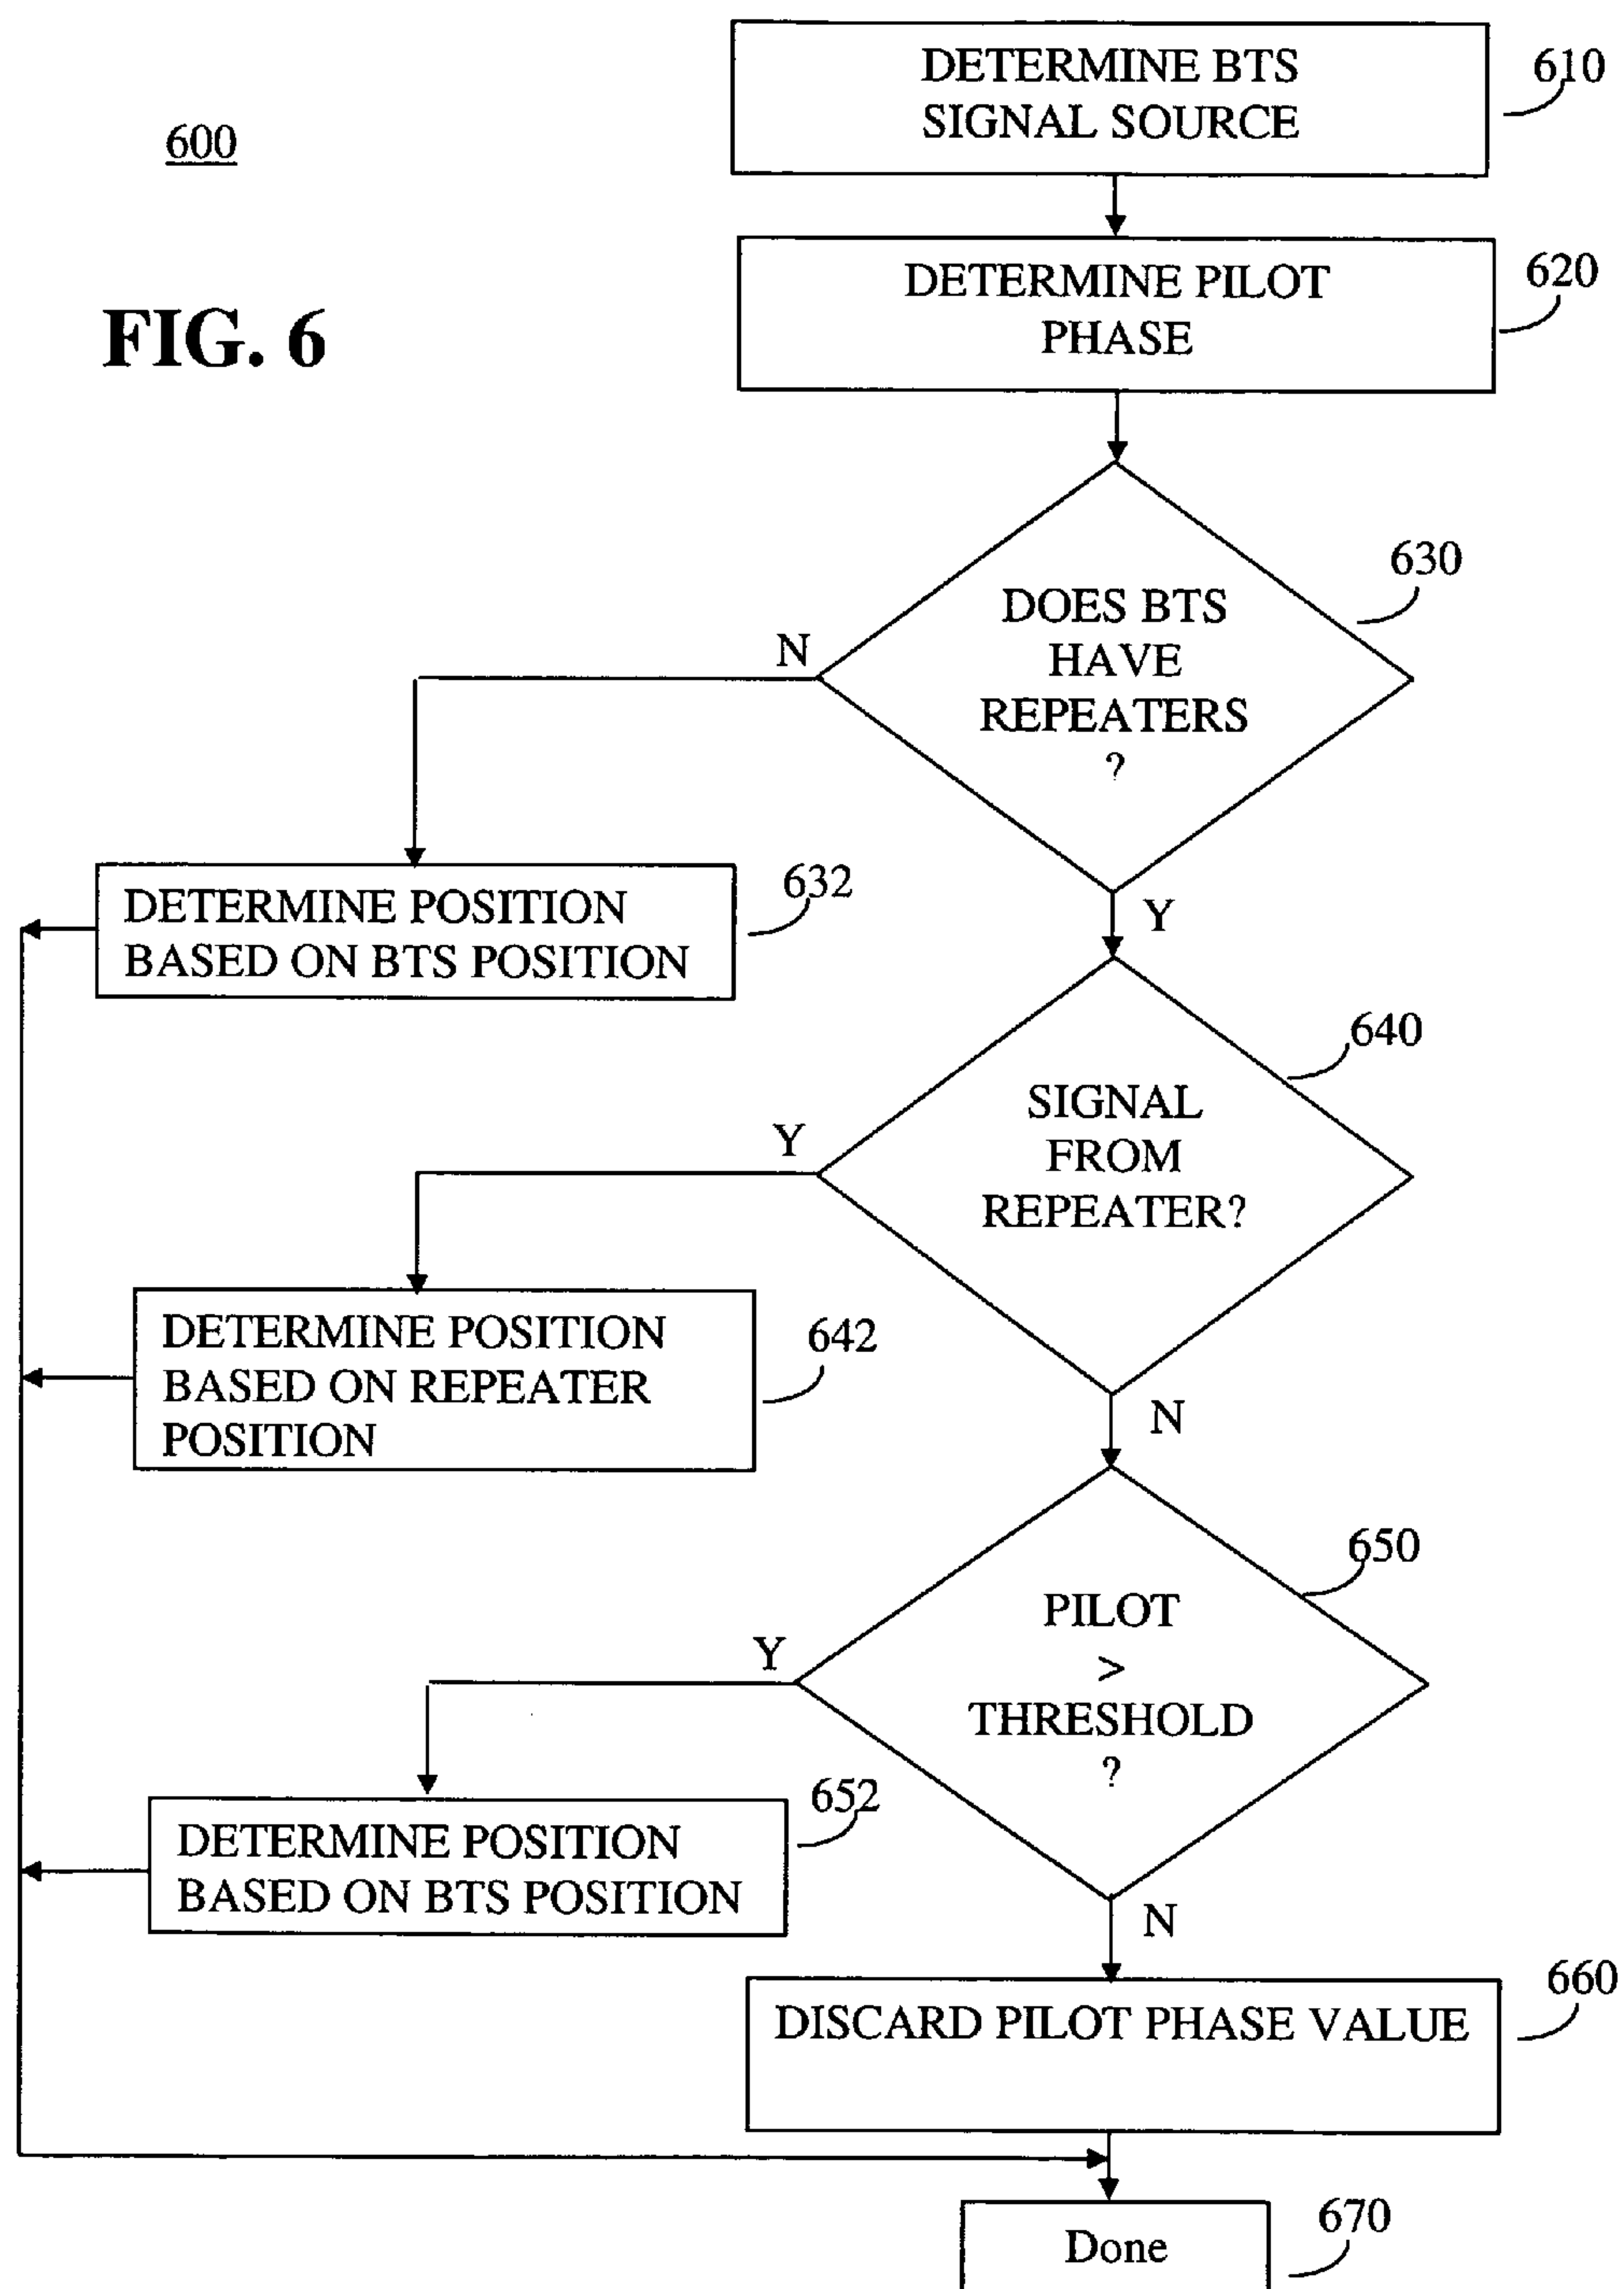 DETERMINE BTS
SIGNAL SOURCE
610
600
DETERMINE PILOT
PHASE
620
FIG. 6
DOES BTS
HAVE
REPEATERS
?
630
N
Y
DETERMINE POSITION
BASED ON BTS POSITION
632
SIGNAL
FROM
REPEATER?
640
Y
N
DETERMINE POSITION
BASED ON REPEATER
POSITION
642
PILOT
>
THRESHOLD
?
650
Y
N
DETERMINE POSITION
BASED ON BTS POSITION
652
DISCARD PILOT PHASE VALUE
660
Done
670